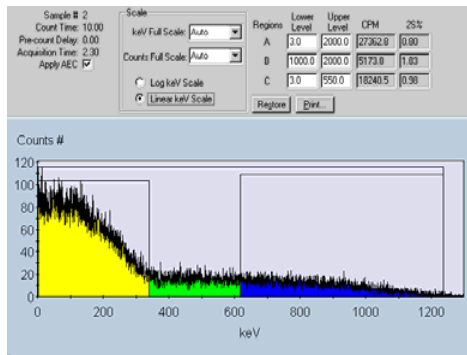 Sample # 2
Count Time: 10.00
Pre-count Delay: 0.00
Acquisition Time: 2.30
Apply AEC
Scale
keV Full Scale: Auto
Counts Full Scale: Auto
Log keV Scale
Linear keV Scale
Regions Lower Level Upper Level CPM 2S%
A 3.0 2000.0 27362.8 0.80
B 1000.0 2000.0 5173.0 1.83
C 3.0 550.0 18240.5 0.98
Restore Print...
Counts #
120
100
80
60
40
20
0
0 200 400 600 800 1000 1200
keV